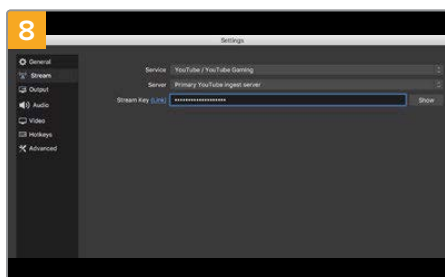 8
Settings
General
Stream
Output
Audio
Video
Hotkeys
Advanced
Service YouTube / YouTube Gaming
Server Primary YouTube ingest server
Stream Key (Link) •••••••••••••••••••• Show